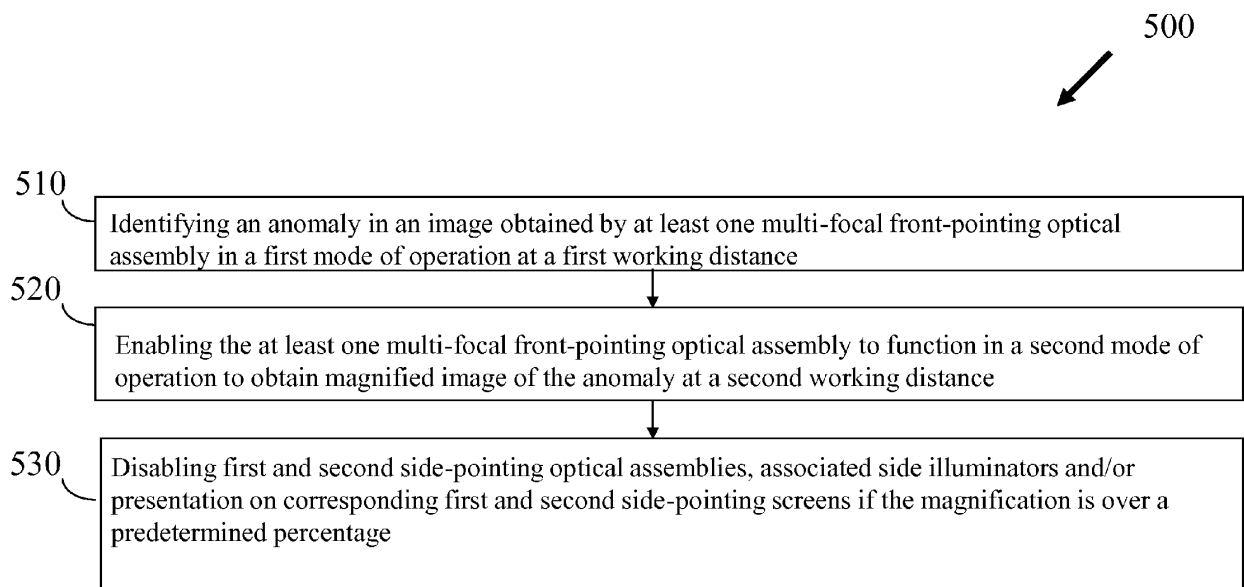 500
510
Identifying an anomaly in an image obtained by at least one multi-focal front-pointing optical
assembly in a first mode of operation at a first working distance
520
Enabling the at least one multi-focal front-pointing optical assembly to function in a second mode of
operation to obtain magnified image of the anomaly at a second working distance
530
Disabling first and second side-pointing optical assemblies, associated side illuminators and/or
presentation on corresponding first and second side-pointing screens if the magnification is over a
predetermined percentage